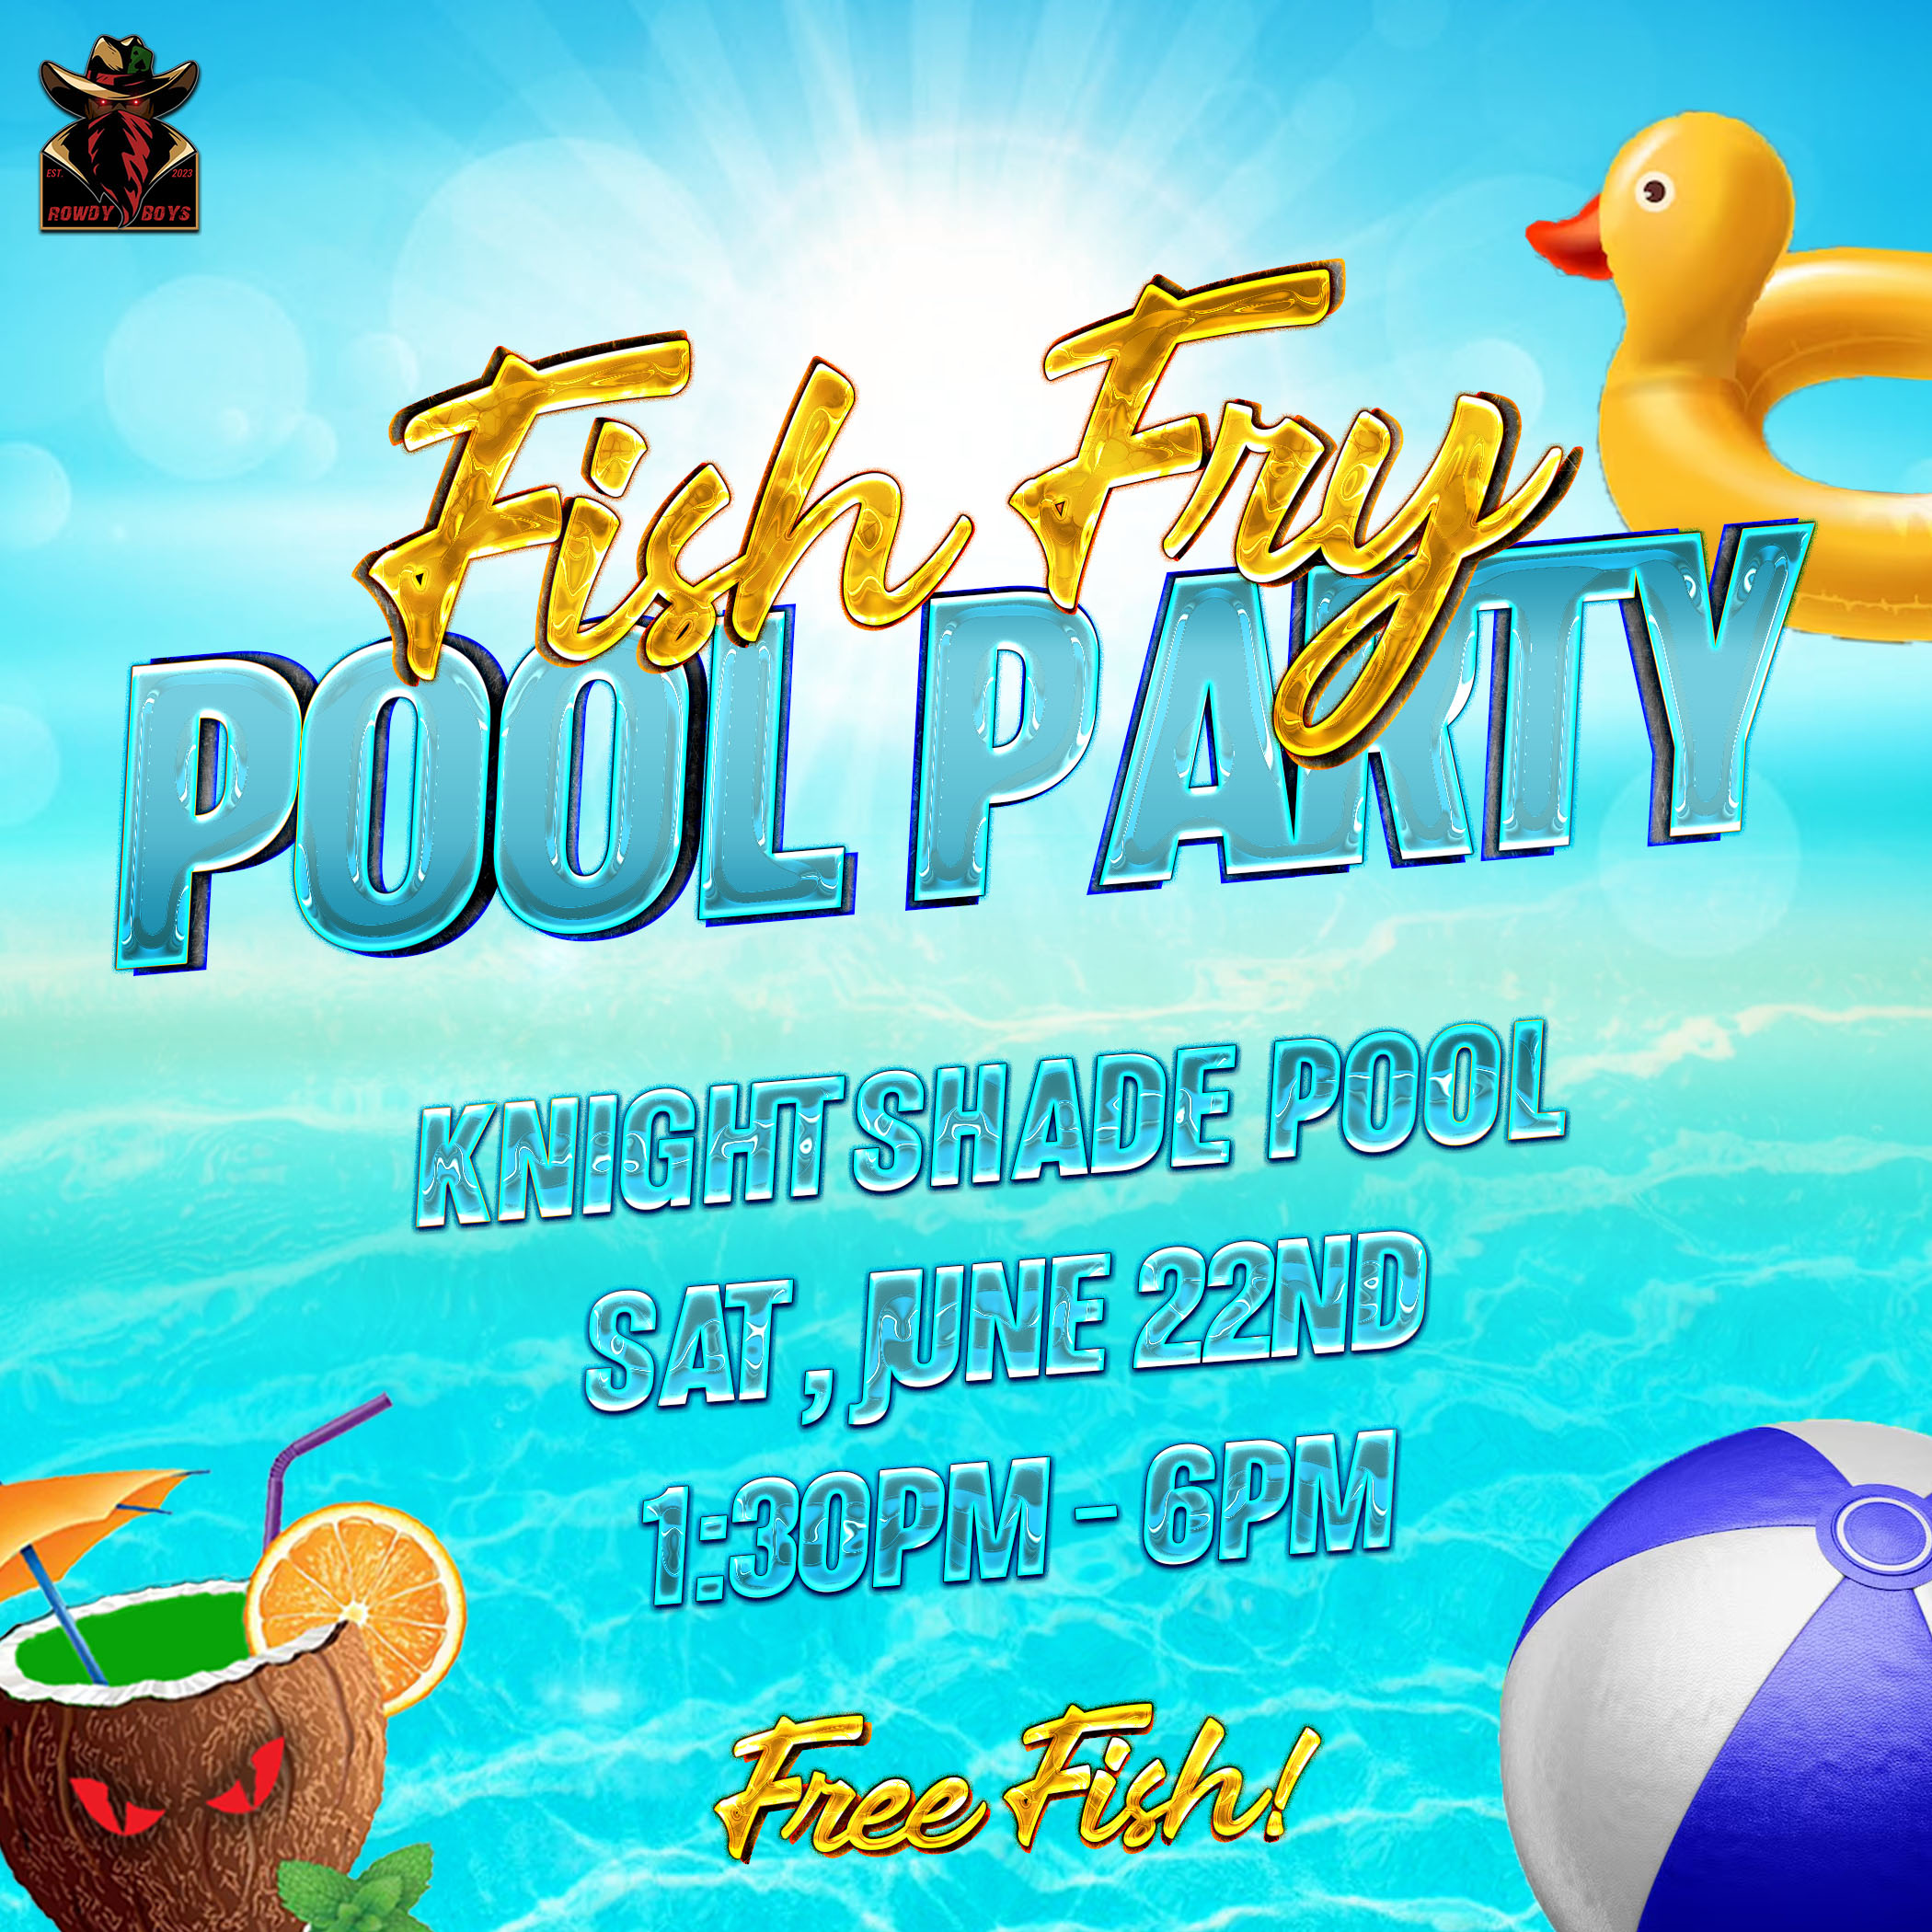 EST. 2023
ROWDY BOYS
Fish Fry
POOL PARTY
KNIGHTSHADE POOL
SAT, JUNE 22ND
1:30PM - 6PM
Free Fish!